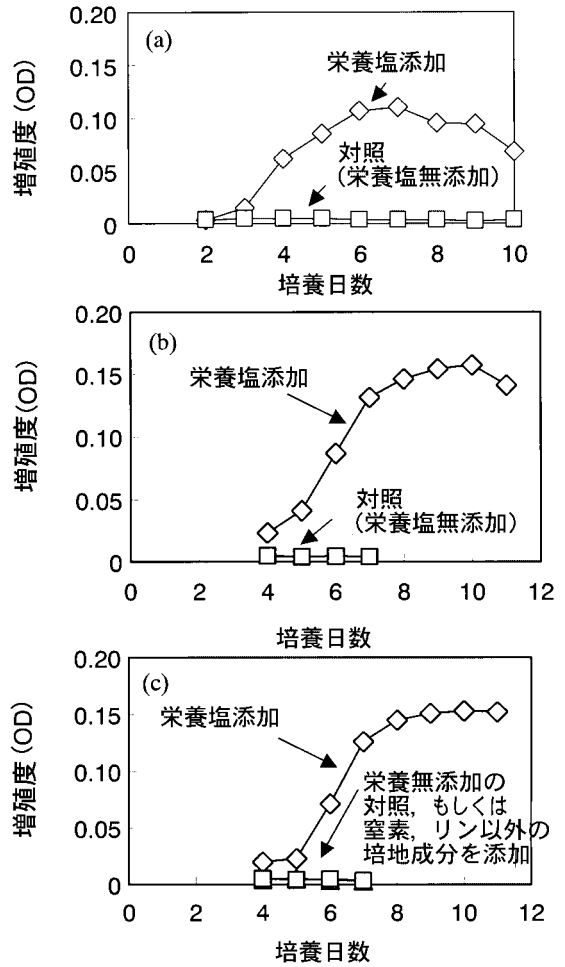 (a)
増殖度(OD)
0.20
0.15
0.10
0.05
0
栄養塩添加
対照
(栄養塩無添加)
2 4 6 8 10
培養日数
(b)
増殖度(OD)
0.20
0.15
0.10
0.05
0
栄養塩添加
対照
(栄養塩無添加)
0 2 4 6 8 10 12
培養日数
(c)
増殖度(OD)
0.20
0.15
0.10
0.05
0
栄養塩添加
栄養無添加の
対照，もしくは
窒素，リン以外の
培地成分を添加
0 2 4 6 8 10 12
培養日数